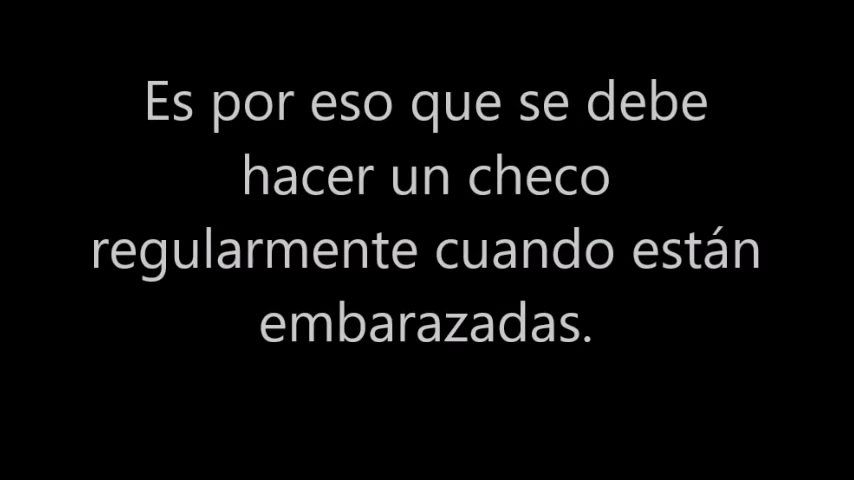 Es por eso que se debe
hacer un checo
regularmente cuando están
embarazadas.